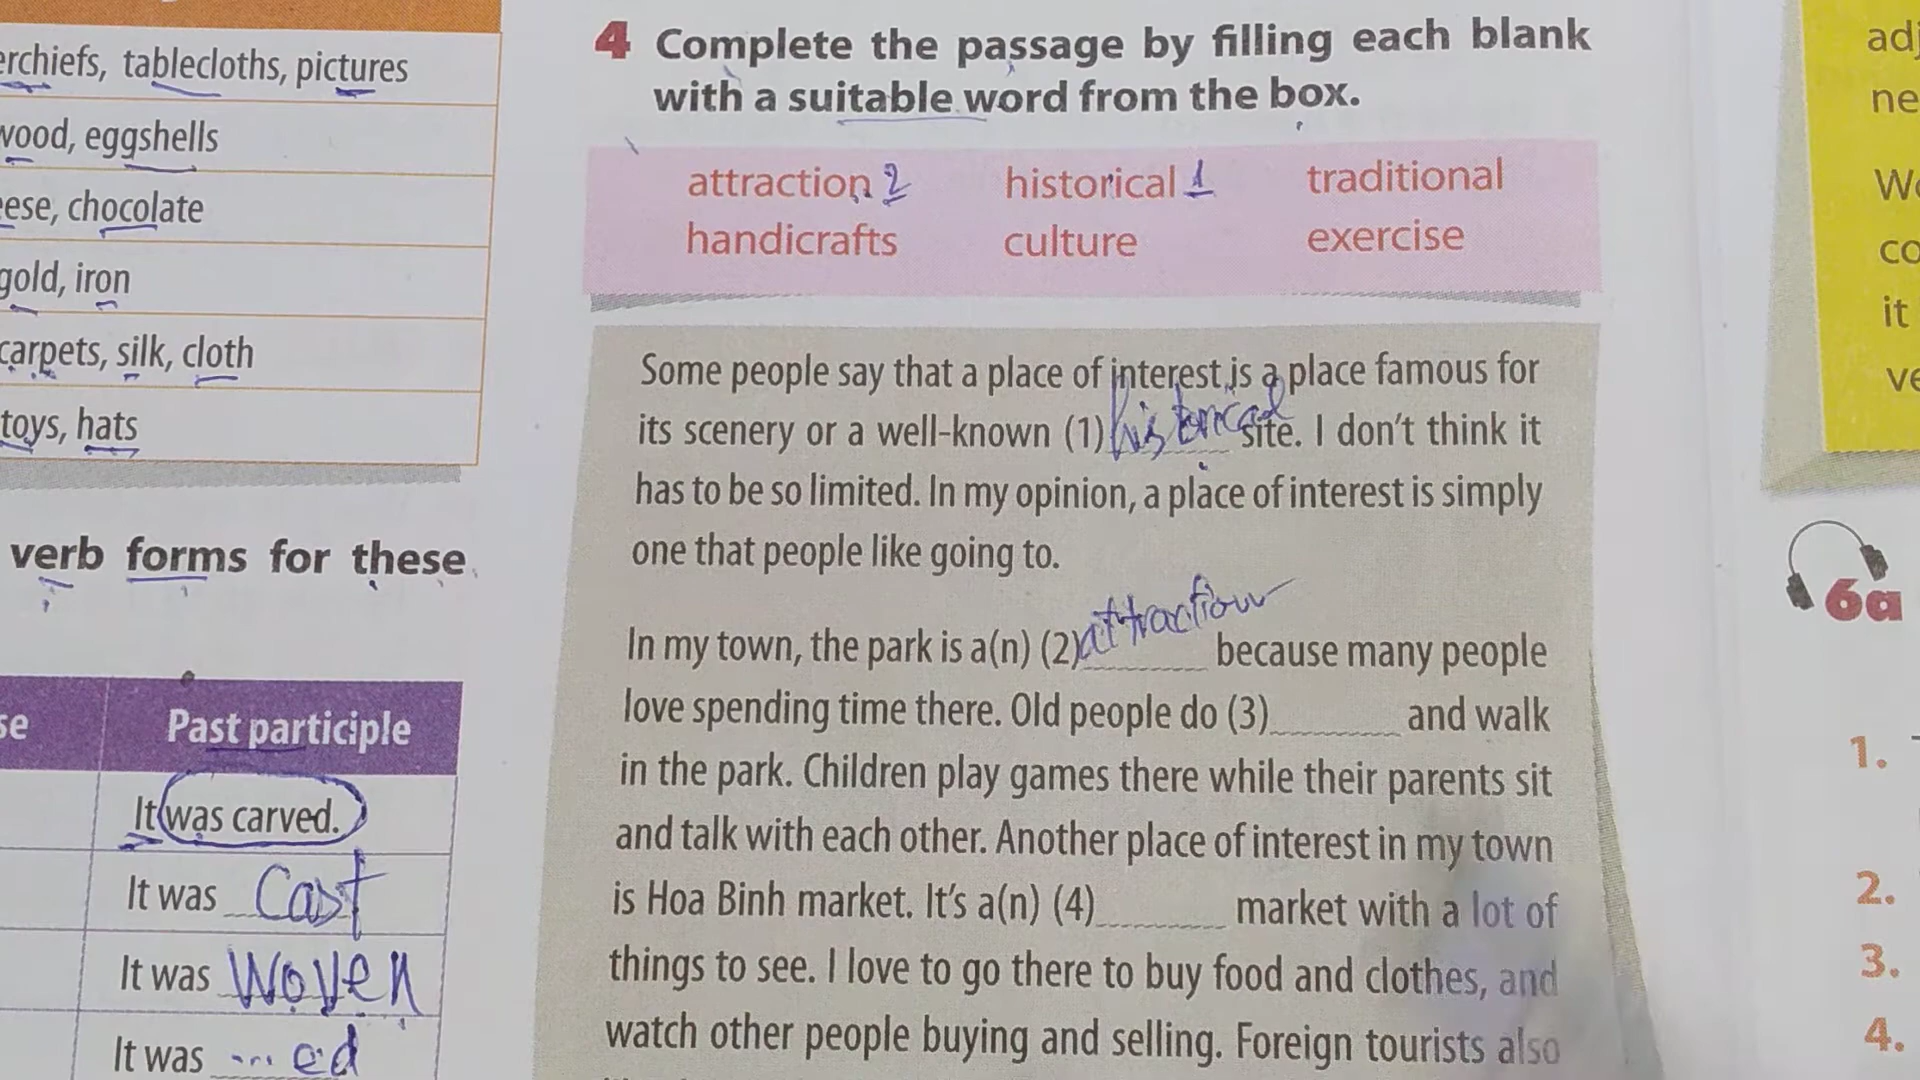 erchiefs, tablecloths, pictures
wood, eggshells
ese, chocolate
gold, iron
carpets, silk, cloth
toys, hats
verb forms for these
se Past participle
It was carved.
It was cast
It was woven
It was ... ed
4 Complete the passage by filling each blank
with a suitable word from the box.
attraction 2 historical 1 traditional
handicrafts culture exercise
Some people say that a place of interest is a place famous for
its scenery or a well-known (1) historical site. I don't think it
has to be so limited. In my opinion, a place of interest is simply
one that people like going to.
In my town, the park is a(n) (2) attraction because many people
love spending time there. Old people do (3)________ and walk
in the park. Children play games there while their parents sit
and talk with each other. Another place of interest in my town
is Hoa Binh market. It's a(n) (4)________ market with a lot of
things to see. I love to go there to buy food and clothes, and
watch other people buying and selling. Foreign tourists also
adj
ne
Wo
co
it
ve
6a
1.
2.
3.
4.